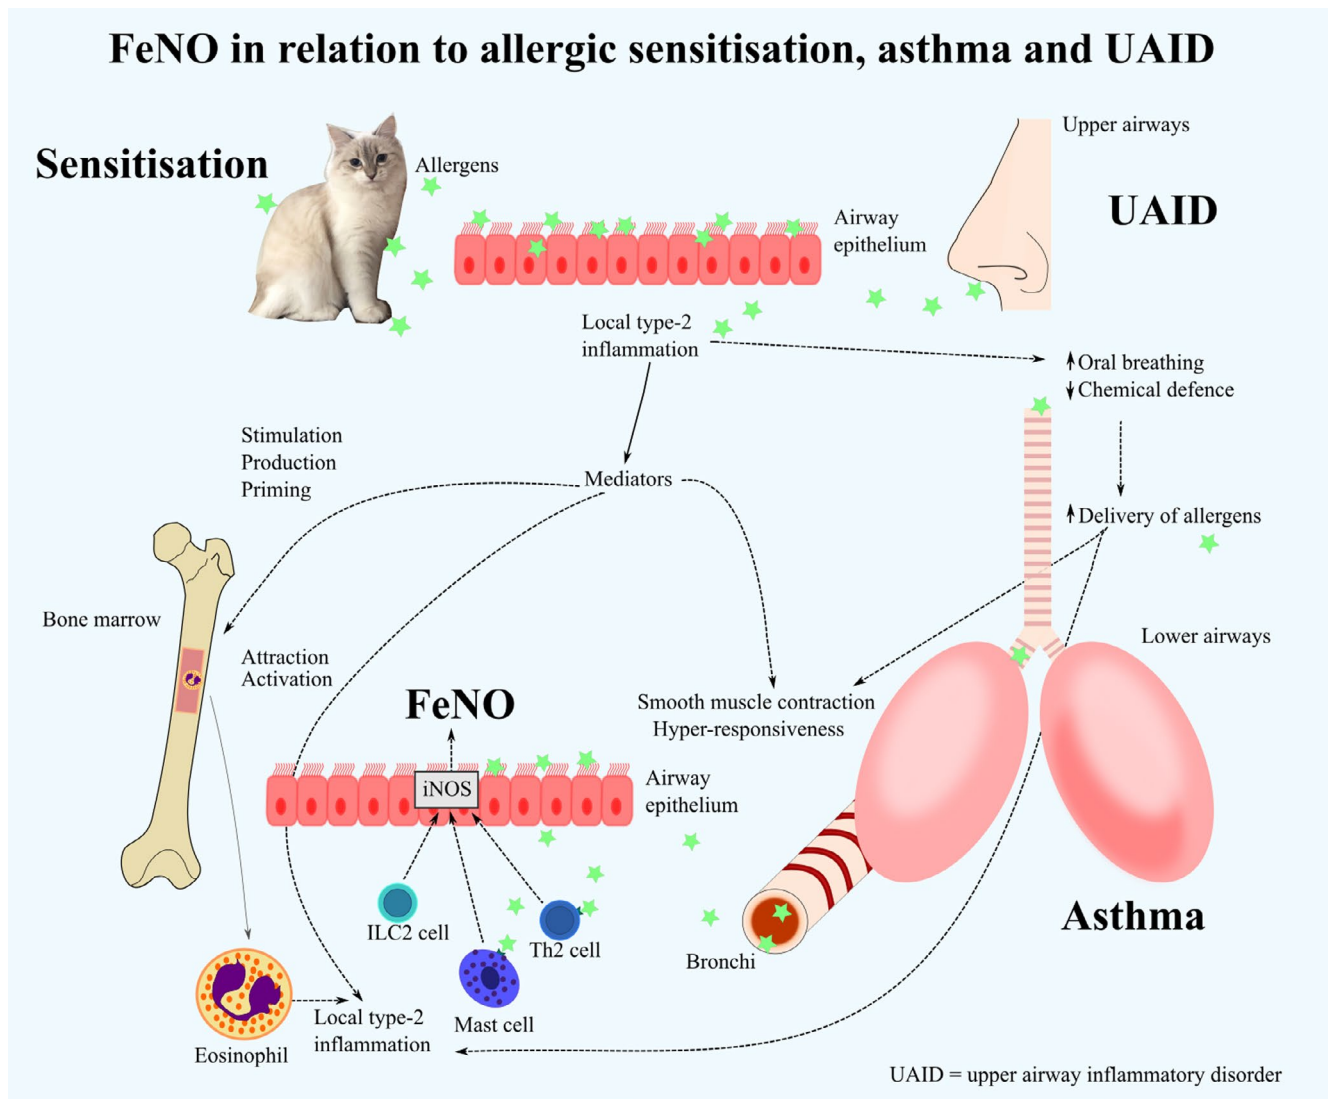 FeNO in relation to allergic sensitisation, asthma and UAID
Sensitisation
Allergens
Upper airways
UAID
Airway
epithelium
Local type-2
inflammation
Oral breathing
Chemical defence
Stimulation
Production
Priming
Mediators
Delivery of allergens
Bone marrow
Attraction
Activation
Lower airways
FeNO
Smooth muscle contraction
Hyper-responsiveness
iNOS
Airway
epithelium
ILC2 cell
Th2 cell
Mast cell
Bronchi
Asthma
Eosinophil
Local type-2
inflammation
UAID = upper airway inflammatory disorder